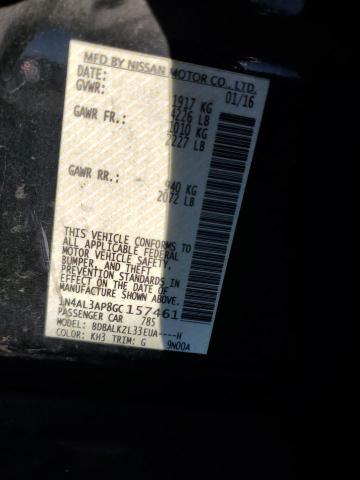 MFD BY NISSAN MOTOR CO., LTD.
DATE: 01/16
GVWR: 1917 KG
4226 LB
GAWR FR.: 1010 KG
2227 LB
GAWR RR.: 940 KG
2072 LB
THIS VEHICLE CONFORMS TO
ALL APPLICABLE FEDERAL
MOTOR VEHICLE SAFETY,
BUMPER, AND THEFT
PREVENTION STANDARDS
IN EFFECT ON THE DATE OF
MANUFACTURE SHOWN ABOVE.
1N4AL3AP8GC157461
PASSENGER CAR 785
MODEL: BDBALKZL33EUA----H
COLOR: KH3 TRIM: G 9N00A